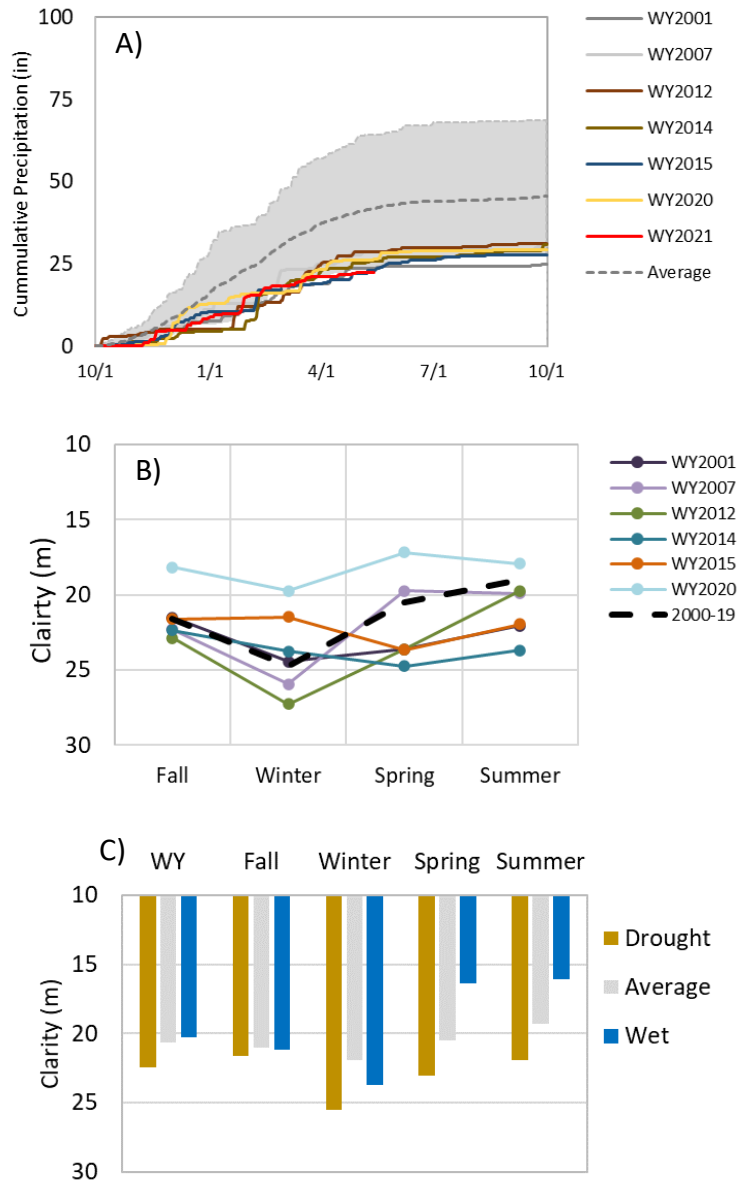 A)
Cummulative Precipitation (in)
100
75
50
25
0
10/1 1/1 4/1 7/1 10/1
WY2001
WY2007
WY2012
WY2014
WY2015
WY2020
WY2021
Average
B)
Clairty (m)
10
15
20
25
30
Fall Winter Spring Summer
WY2001
WY2007
WY2012
WY2014
WY2015
WY2020
2000-19
C)
WY Fall Winter Spring Summer
Clarity (m)
10
15
20
25
30
Drought
Average
Wet